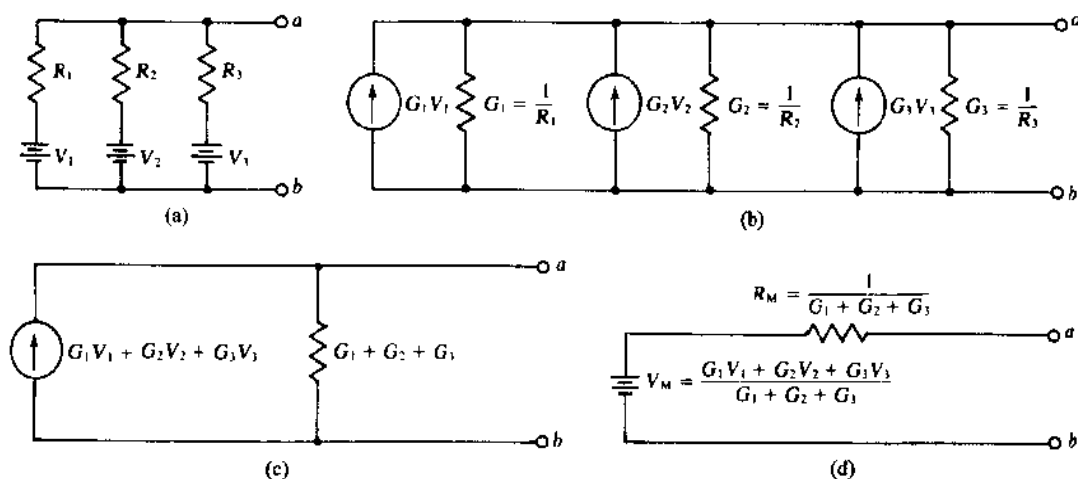 a
R₁ R₂ R₃
V₁ V₂ V₃
b
(a)
a
G₁V₁ G₁ = 1/R₁ G₂V₂ G₂ = 1/R₂ G₃V₃ G₃ = 1/R₃
b
(b)
a
G₁V₁ + G₂V₂ + G₃V₃ G₁ + G₂ + G₃
b
(c)
R_M = 1/(G₁ + G₂ + G₃)
a
V_M = (G₁V₁ + G₂V₂ + G₃V₃)/(G₁ + G₂ + G₃)
b
(d)